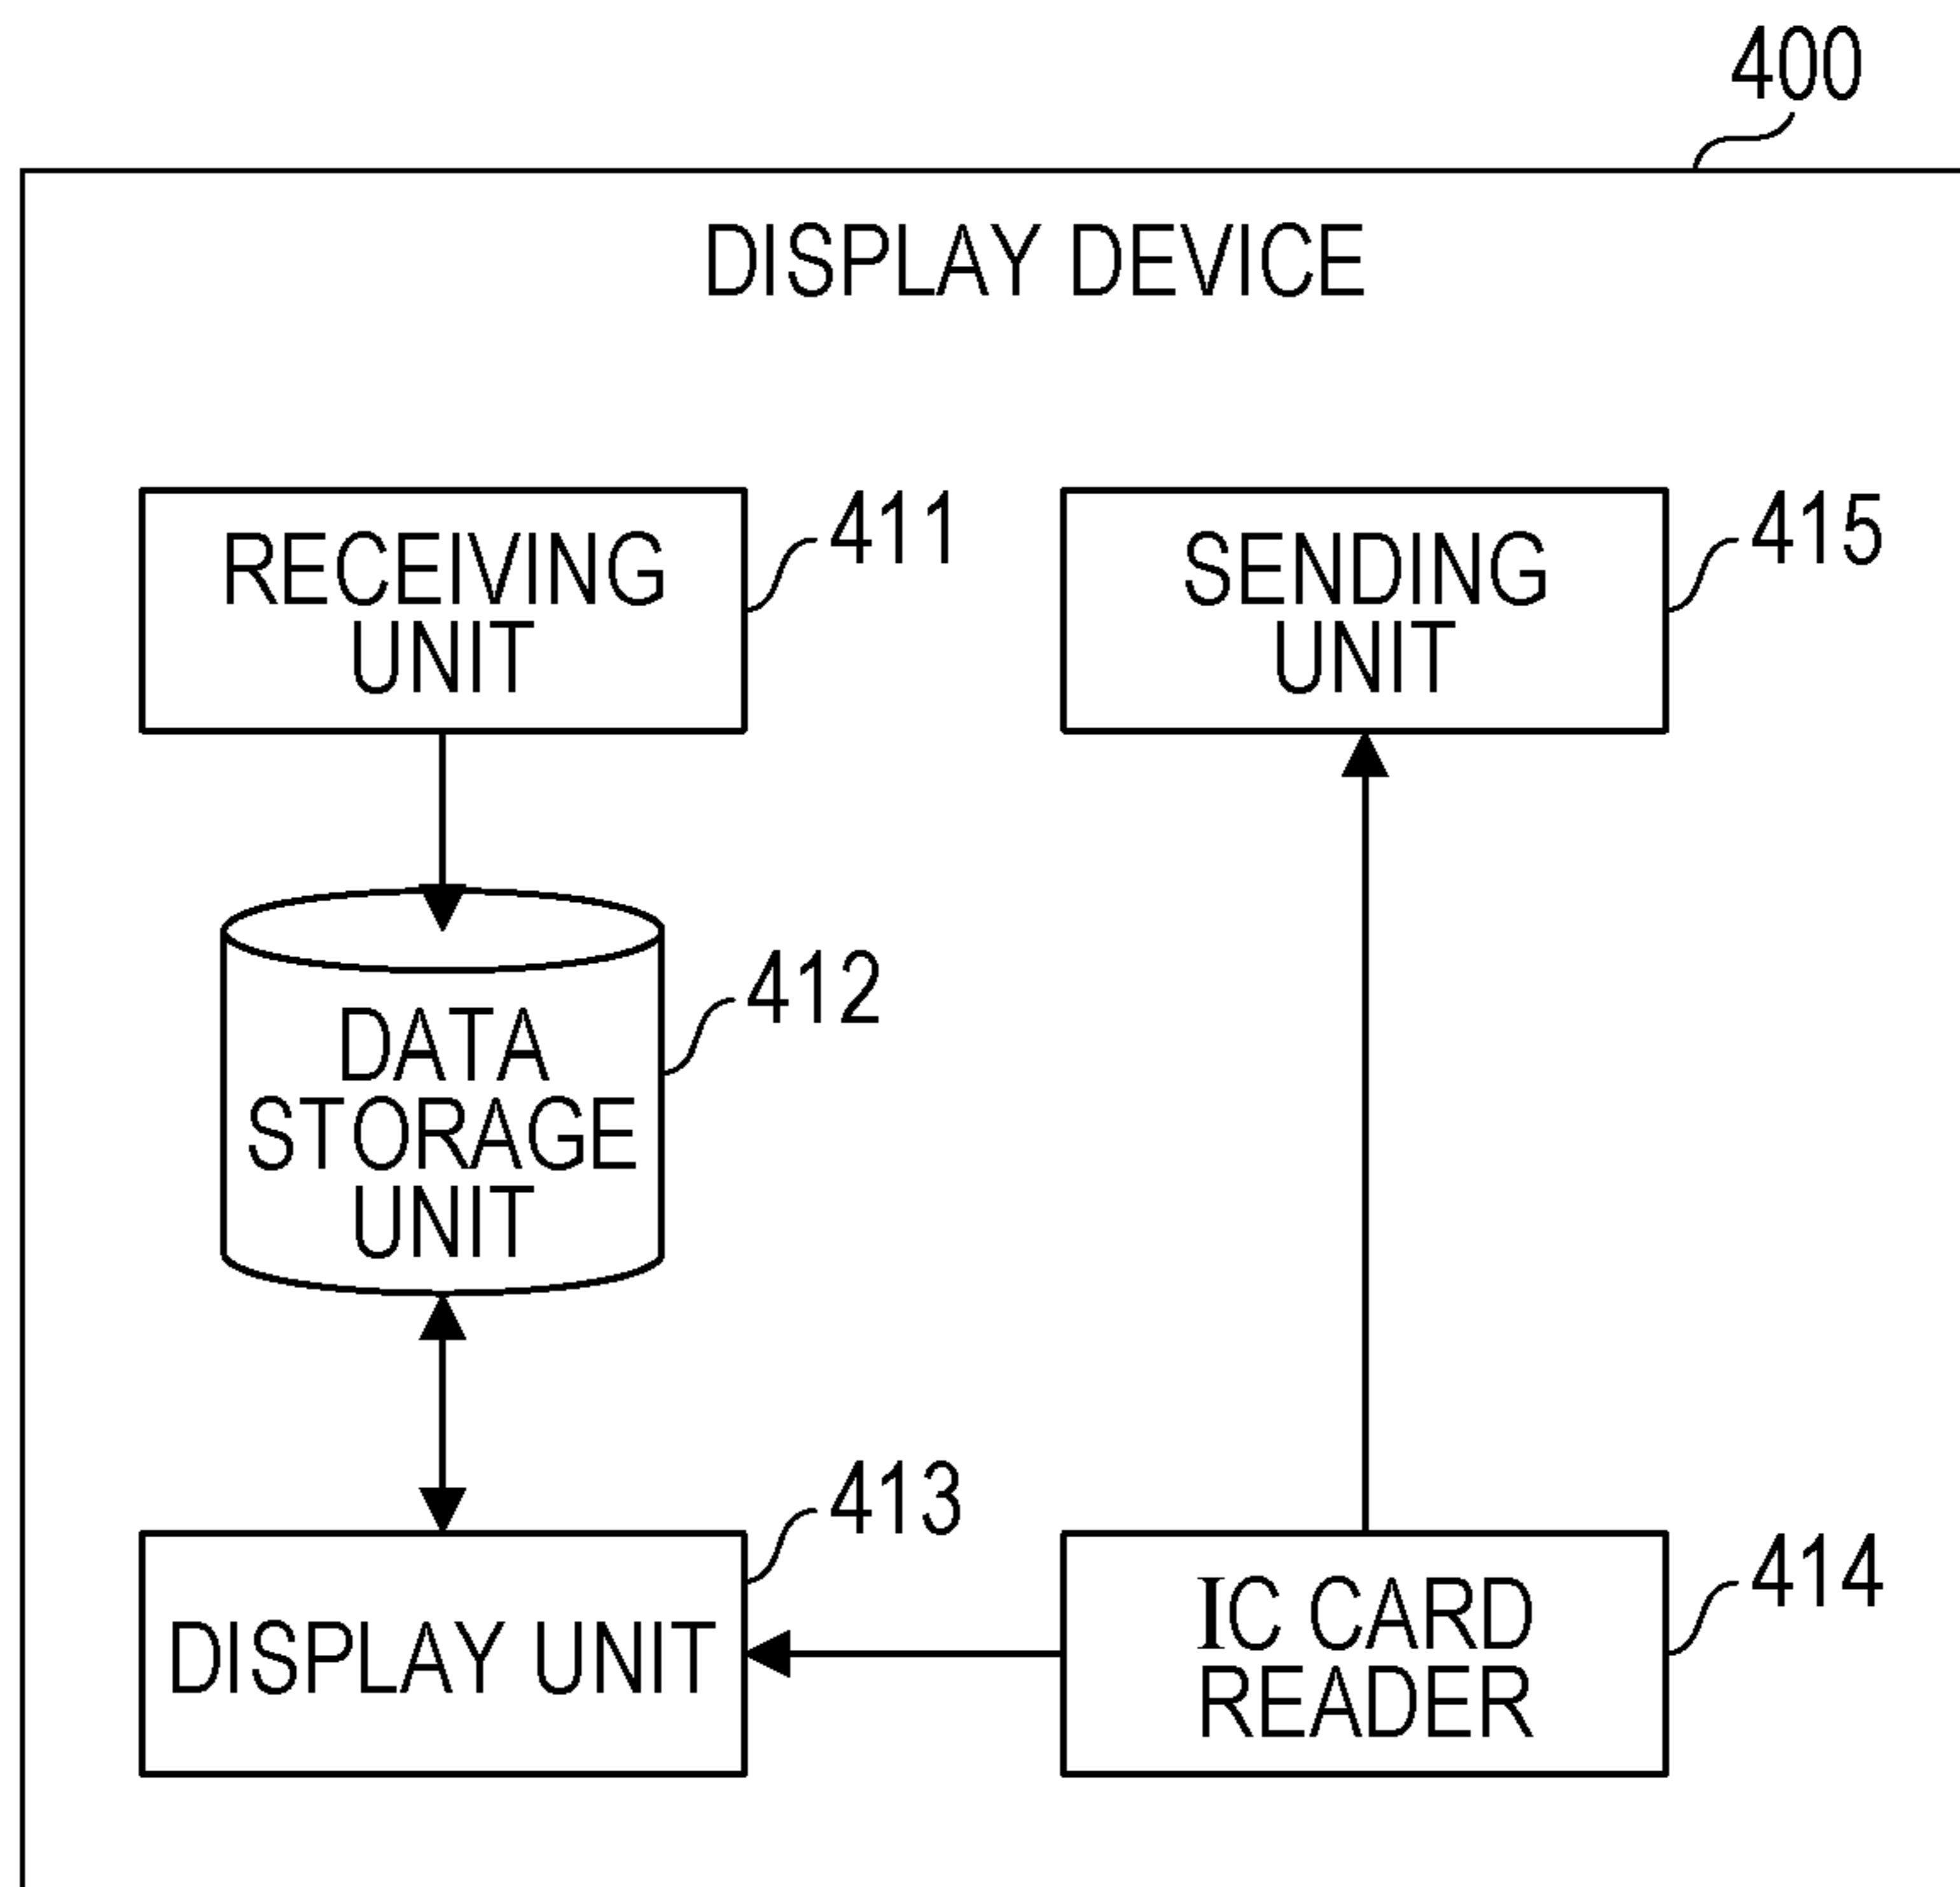 400
DISPLAY DEVICE
RECEIVING
UNIT
411
SENDING
UNIT
415
DATA
STORAGE
UNIT
412
DISPLAY UNIT
413
IC CARD
READER
414